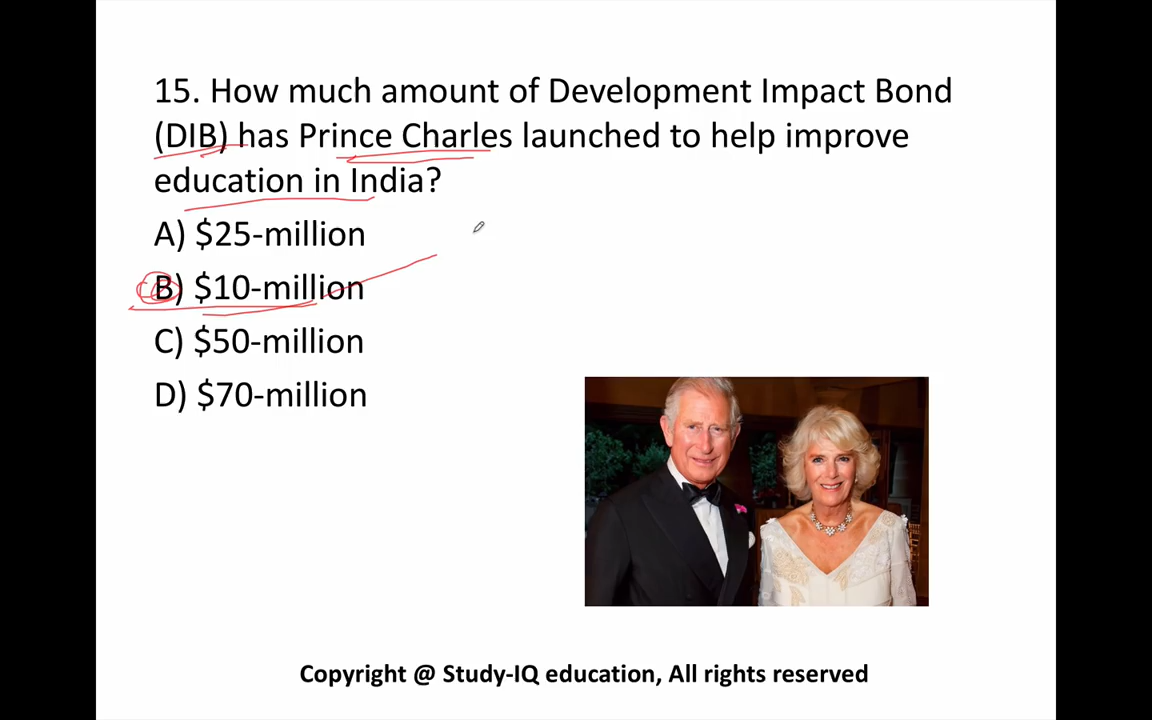 15. How much amount of Development Impact Bond
(DIB) has Prince Charles launched to help improve
education in India?
A) $25-million
B) $10-million
C) $50-million
D) $70-million
Copyright @ Study-IQ education, All rights reserved